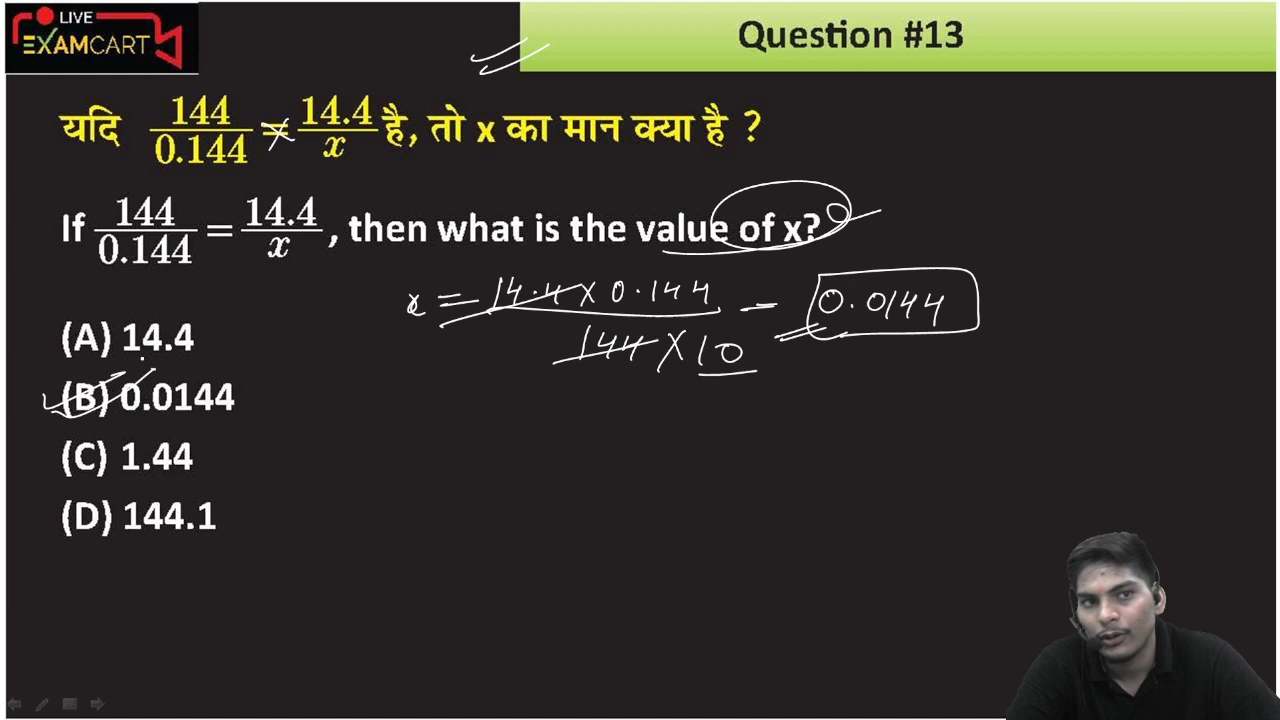 LIVE
EXAMCART
Question #13
यदि 144/0.144 = 14.4/x है, तो x का मान क्या है ?
If 144/0.144 = 14.4/x, then what is the value of x?
x = 14.4 × 0.144 / 144 × 10 = 0.0144
(A) 14.4
(B) 0.0144
(C) 1.44
(D) 144.1